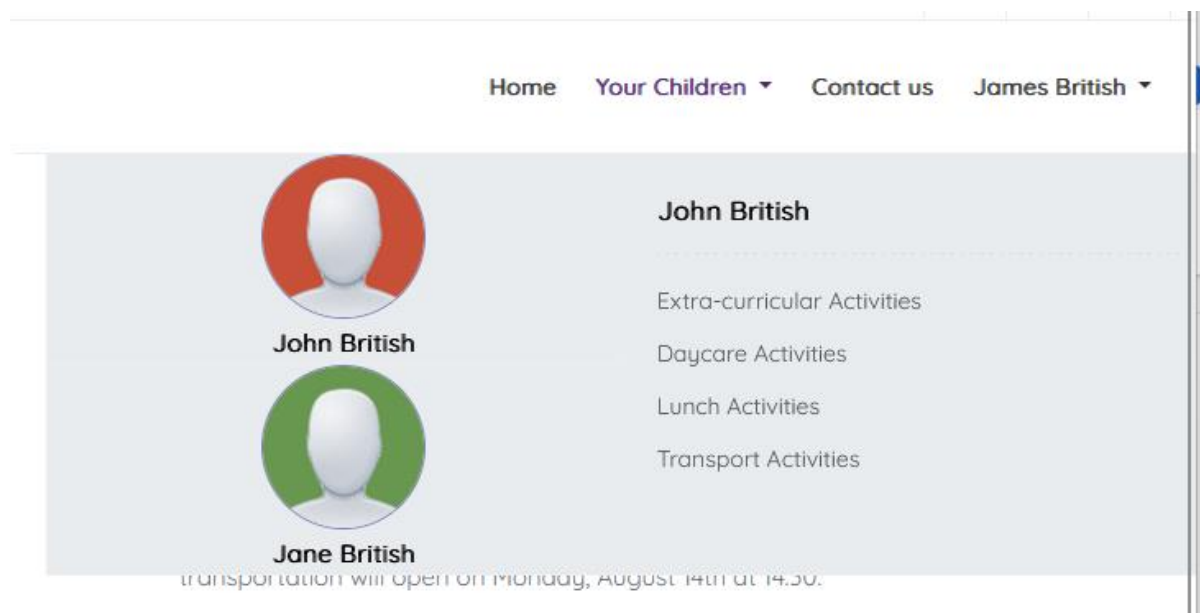 Home Your Children Contact us James British
John British
Jane British
John British
Extra-curricular Activities
Daycare Activities
Lunch Activities
Transport Activities
transportation will open on Monday, August 14th at 14.30.